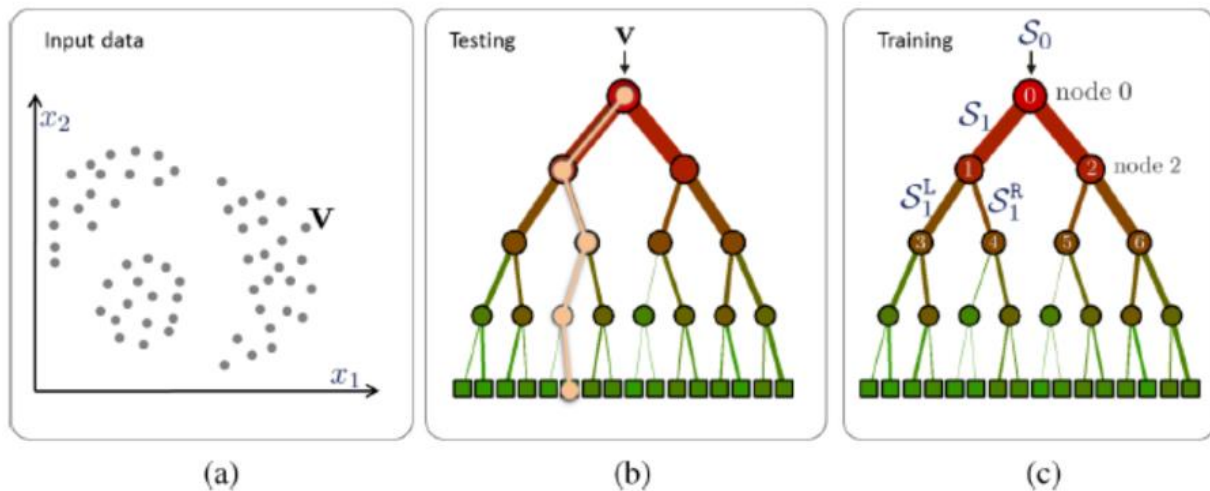 Input data
x₂
v
x₁
(a)
Testing
v
(b)
Training
𝒮₀
0
node 0
𝒮₁
1
2
node 2
𝒮₁ᴸ
𝒮₁ᴿ
3
4
5
6
(c)